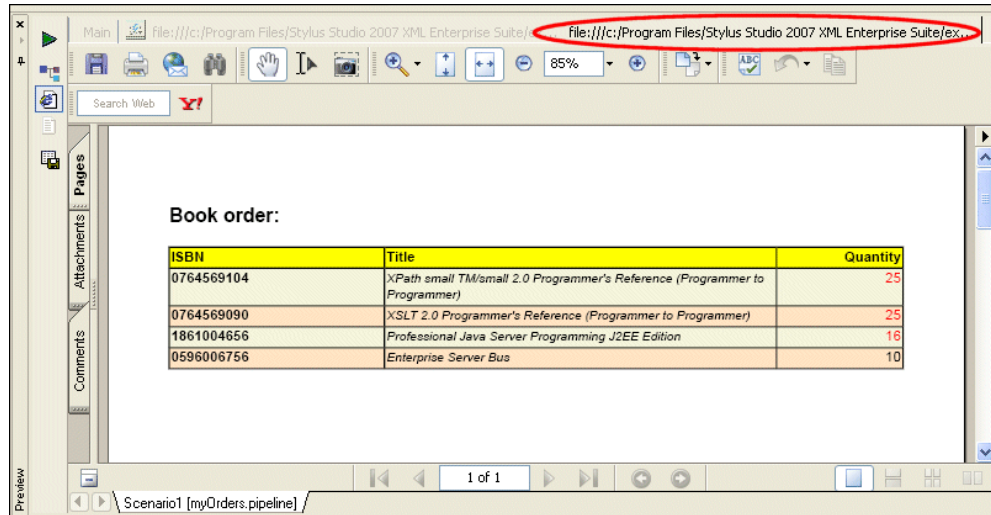 Main
file:///c:/Program Files/Stylus Studio 2007 XML Enterprise Suite/e...
file:///c:/Program Files/Stylus Studio 2007 XML Enterprise Suite/ex...
85%
ABC
Search Web
Y!
Pages
Attachments
Comments
Book order:
ISBN Title Quantity
0764569104 XPath small TM/small 2.0 Programmer's Reference (Programmer to
Programmer) 25
0764569090 XSLT 2.0 Programmer's Reference (Programmer to Programmer) 25
1861004656 Professional Java Server Programming J2EE Edition 16
0596006756 Enterprise Server Bus 10
1 of 1
Preview
Scenario1 [myOrders.pipeline]